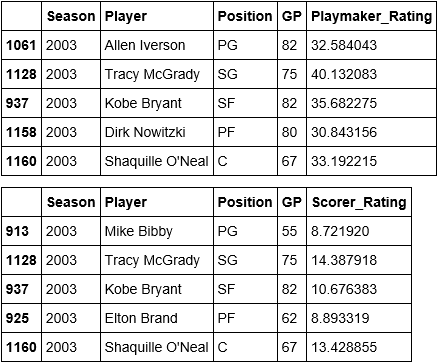 Season Player Position GP Playmaker_Rating
1061 2003 Allen Iverson PG 82 32.584043
1128 2003 Tracy McGrady SG 75 40.132083
937 2003 Kobe Bryant SF 82 35.682275
1158 2003 Dirk Nowitzki PF 80 30.843156
1160 2003 Shaquille O'Neal C 67 33.192215
Season Player Position GP Scorer_Rating
913 2003 Mike Bibby PG 55 8.721920
1128 2003 Tracy McGrady SG 75 14.387918
937 2003 Kobe Bryant SF 82 10.676383
925 2003 Elton Brand PF 62 8.893319
1160 2003 Shaquille O'Neal C 67 13.428855